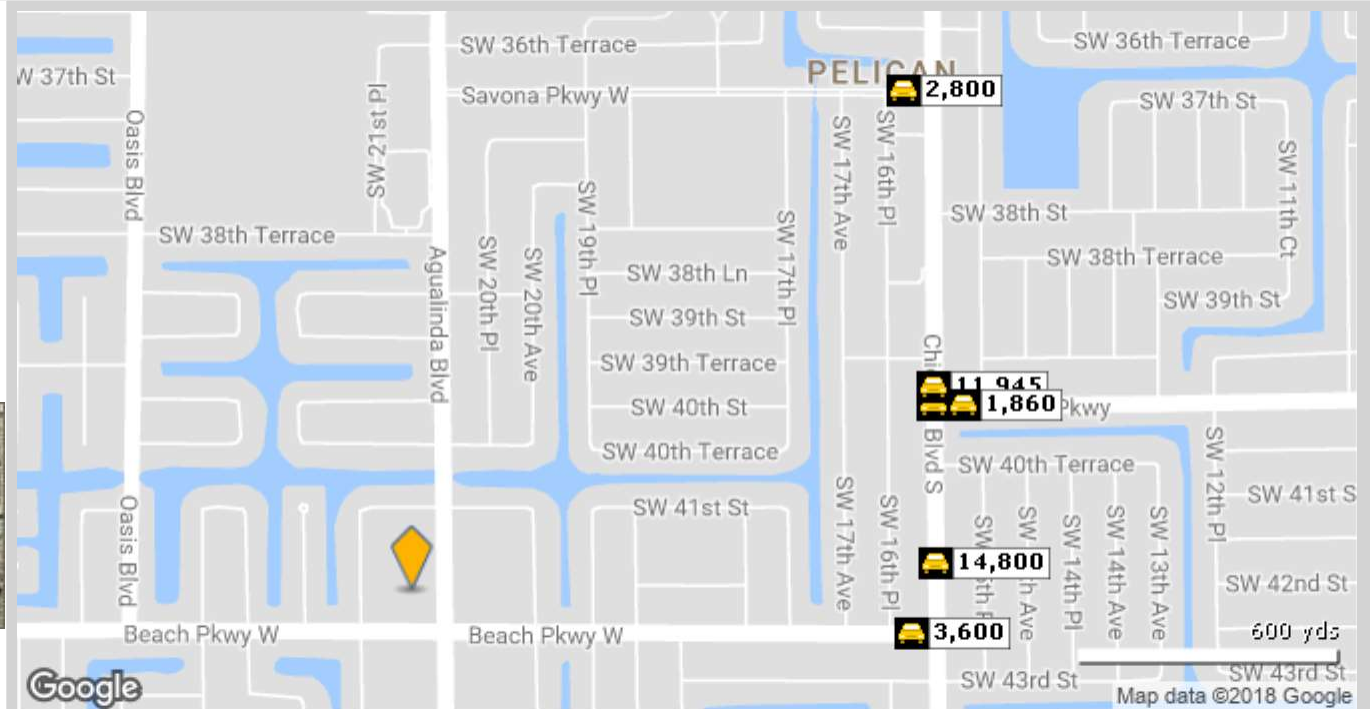 SW 36th Terrace
SW 36th Terrace
PELICAN
W 37th St
2,800
Savona Pkwy W
SW 37th St
SW 21st Pl
Oasis Blvd
SW 17th Ave
SW 16th Pl
SW 11th Ct
SW 19th Pl
SW 17th Pl
SW 38th St
SW 38th Terrace
SW 20th Pl
SW 20th Ave
Agualinda Blvd
SW 38th Terrace
SW 38th Ln
SW 39th St
SW 39th St
SW 39th Terrace
11,945
SW 40th St
1,860
Pkwy
Blvd S
SW 40th Terrace
SW 40th Terrace
SW 12th Pl
SW 41st St
SW 41st S
Oasis Blvd
SW 17th Ave
SW 16th Pl
SW 14th Pl
SW 14th Ave
SW 13th Ave
14,800
SW 42nd St
Beach Pkwy W
Beach Pkwy W
3,600
600 yds
SW 43rd St
SW 43rd St
Google
Map data ©2018 Google